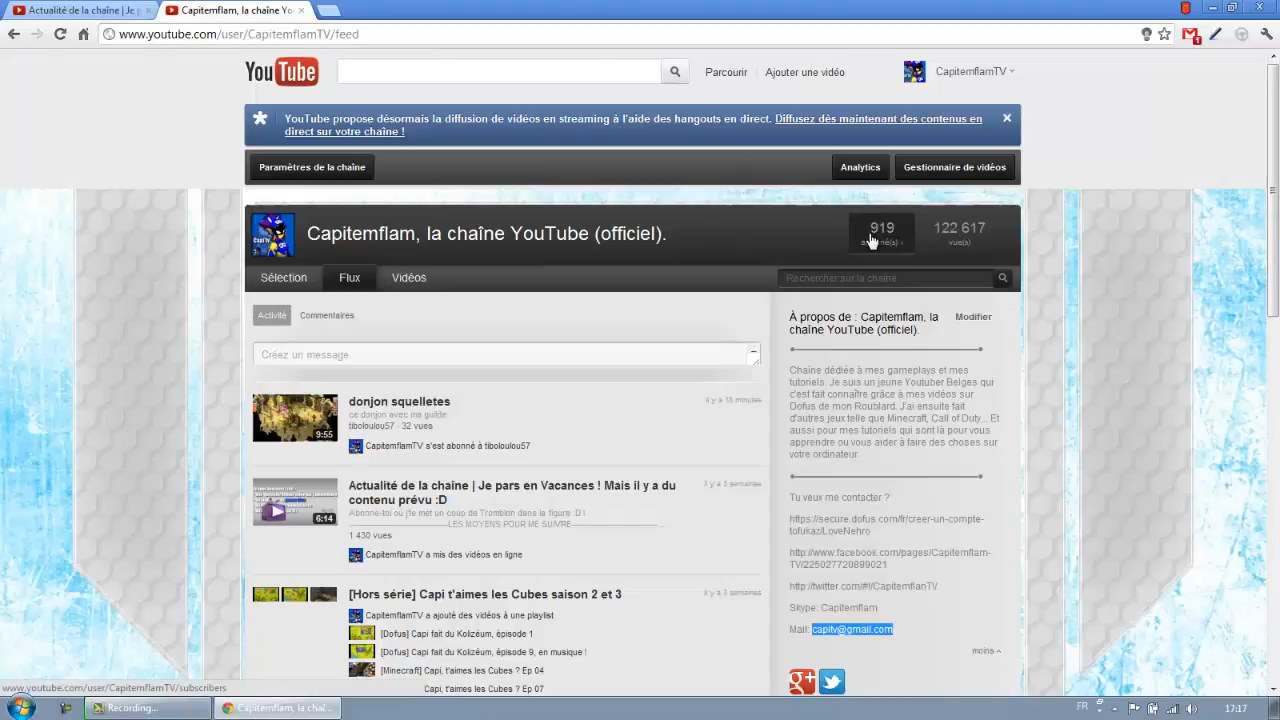 Actualité de la chaîne | Je p
Capitemflam, la chaîne Yo
www.youtube.com/user/CapitemflamTV/feed
1
YouTube
Parcourir
Ajouter une vidéo
CapitemflamTV
YouTube propose désormais la diffusion de vidéos en streaming à l'aide des hangouts en direct. Diffusez dès maintenant des contenus en
direct sur votre chaîne !
Paramètres de la chaîne
Analytics
Gestionnaire de vidéos
Capi Tv
Capitemflam, la chaîne YouTube (officiel).
919
122 617
vue(s)
Sélection
Flux
Vidéos
Rechercher sur la chaîne
Activité
Commentaires
Créez un message.
donjon squelletes
il y a 18 minutes
ce donjon avec ma guilde
tiboloulou57 · 32 vues
9:55
CapitemflamTV s'est abonné à tiboloulou57
Actualité de la chaîne | Je pars en Vacances ! Mais il y a du
contenu prévu :D
il y a 3 semaines
Abonne-toi ou j'te met un coup de Tromblon dans la figure :D !
LES MOYENS POUR ME SUIVRE
6:14
1 430 vues
CapitemflamTV a mis des vidéos en ligne
[Hors série] Capi t'aimes les Cubes saison 2 et 3
il y a 3 semaines
CapitemflamTV a ajouté des vidéos à une playlist
[Dofus] Capi fait du Kolizéum, épisode 1
[Dofus] Capi fait du Kolizéum, épisode 9, en musique !
[Minecraft] Capi, t'aimes les Cubes ? Ep 04
Capi, t'aimes les Cubes ? Ep 07
À propos de : Capitemflam, la
chaîne YouTube (officiel).
Modifier
Chaîne dédiée à mes gameplays et mes
tutoriels. Je suis un jeune Youtuber Belges qui
c'est fait connaître grâce à mes vidéos sur
Dofus de mon Roublard. J'ai ensuite fait
d'autres jeux telle que Minecraft, Call of Duty... Et
aussi pour mes tutoriels qui sont là pour vous
apprendre ou vous aider à faire des choses sur
votre ordinateur.
Tu veux me contacter ?
https://secure.dofus.com/fr/creer-un-compte-
tofukaz/LoveNehro
http://www.facebook.com/pages/Capitemflam-
TV/225027720899021
http://twitter.com/#!/CapitemflanTV
Skype: Capitemflam
Mail: capitv@gmail.com
moins
g+
www.youtube.com/user/CapitemflamTV/subscribers
Recording...
Capitemflam, la chaî...
FR
17:17